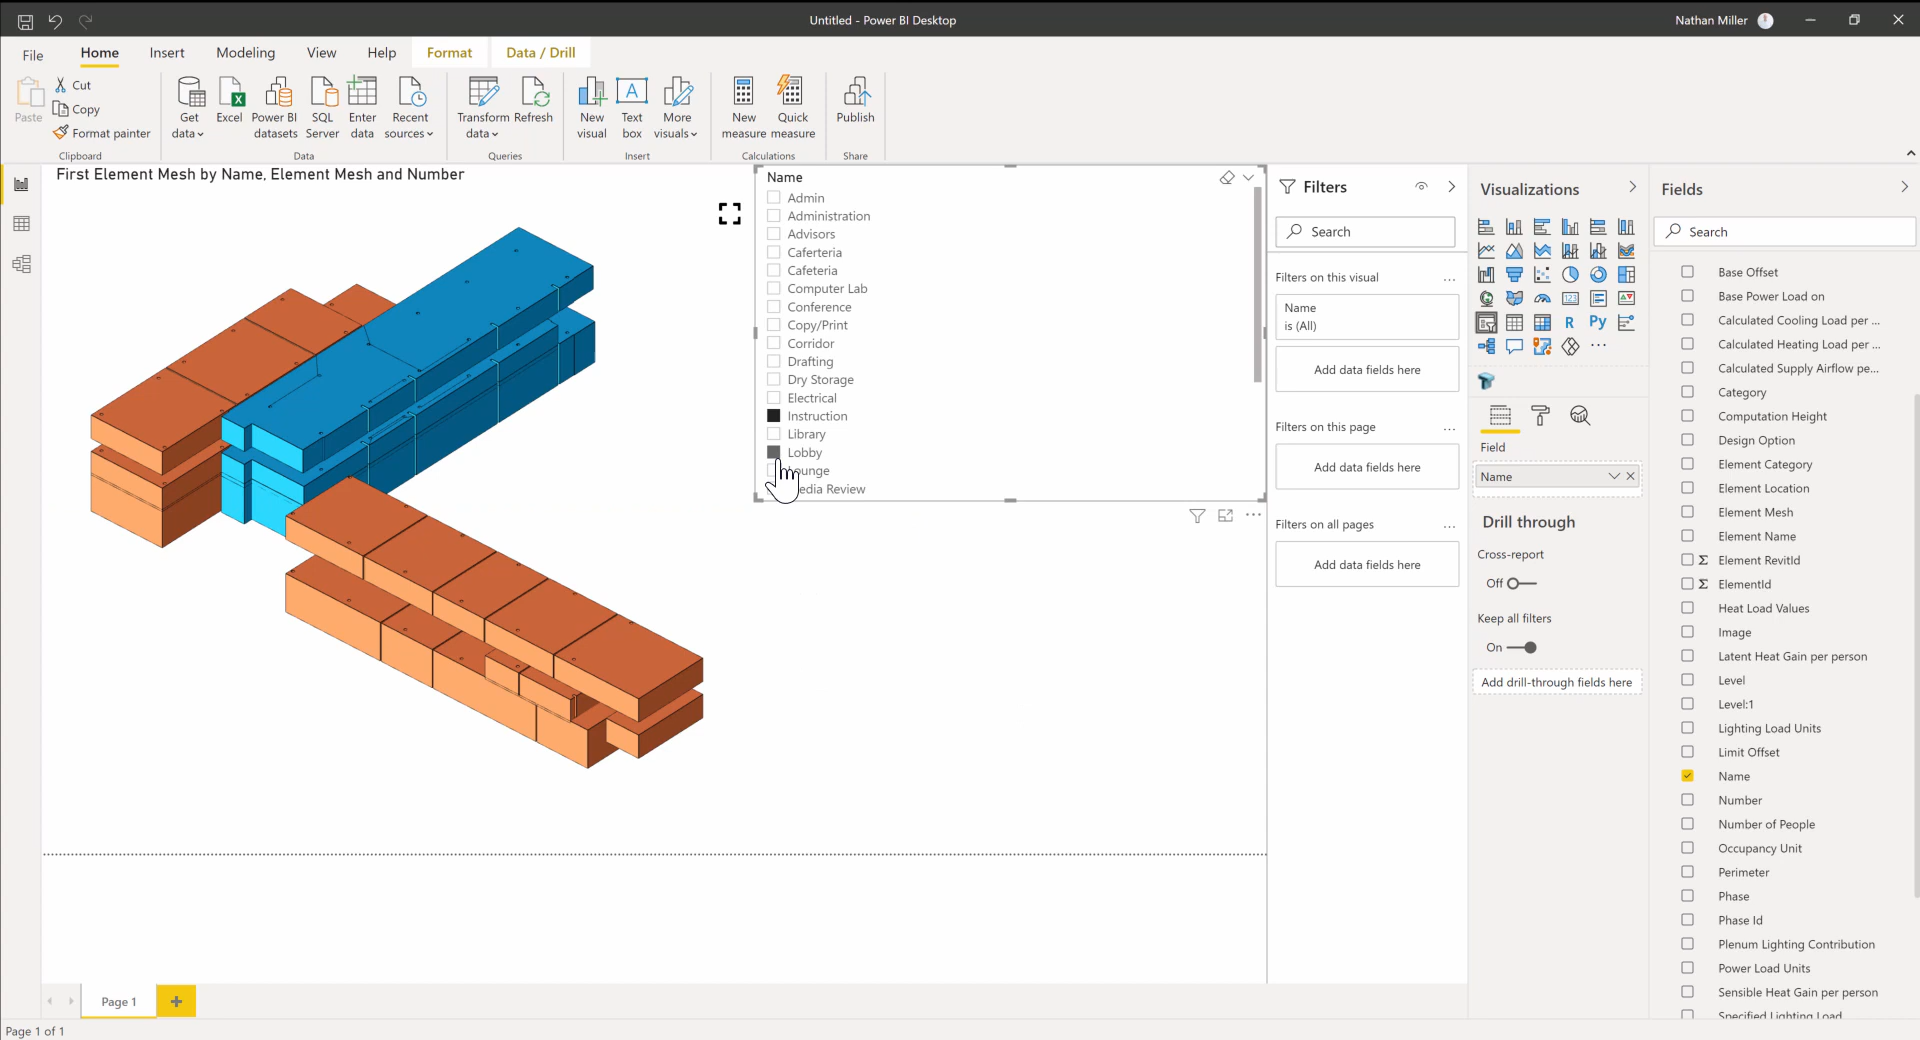 Untitled - Power BI Desktop
Nathan Miller
File
Home
Insert
Modeling
View
Help
Format
Data / Drill
Paste
Cut
Copy
Format painter
Clipboard
Get data
Excel
Power BI datasets
SQL Server
Enter data
Recent sources
Data
Transform data
Refresh
Queries
New visual
Text box
More visuals
Insert
New measure
Quick measure
Calculations
Publish
Share
First Element Mesh by Name, Element Mesh and Number
Name
Admin
Administration
Advisors
Caferteria
Cafeteria
Computer Lab
Conference
Copy/Print
Corridor
Drafting
Dry Storage
Electrical
Instruction
Library
Lobby
ounge
edia Review
Filters
Search
Filters on this visual
...
Name
is (All)
Add data fields here
Filters on this page
...
Add data fields here
Filters on all pages
...
Add data fields here
Visualizations
123
R
Py
...
Field
Name
Drill through
Cross-report
Off
Keep all filters
On
Add drill-through fields here
Fields
Search
Base Offset
Base Power Load on
Calculated Cooling Load per ...
Calculated Heating Load per ...
Calculated Supply Airflow pe...
Category
Computation Height
Design Option
Element Category
Element Location
Element Mesh
Element Name
Σ Element RevitId
Σ ElementId
Heat Load Values
Image
Latent Heat Gain per person
Level
Level:1
Lighting Load Units
Limit Offset
Name
Number
Number of People
Occupancy Unit
Perimeter
Phase
Phase Id
Plenum Lighting Contribution
Power Load Units
Sensible Heat Gain per person
Specified Lighting Load
Page 1
Page 1 of 1